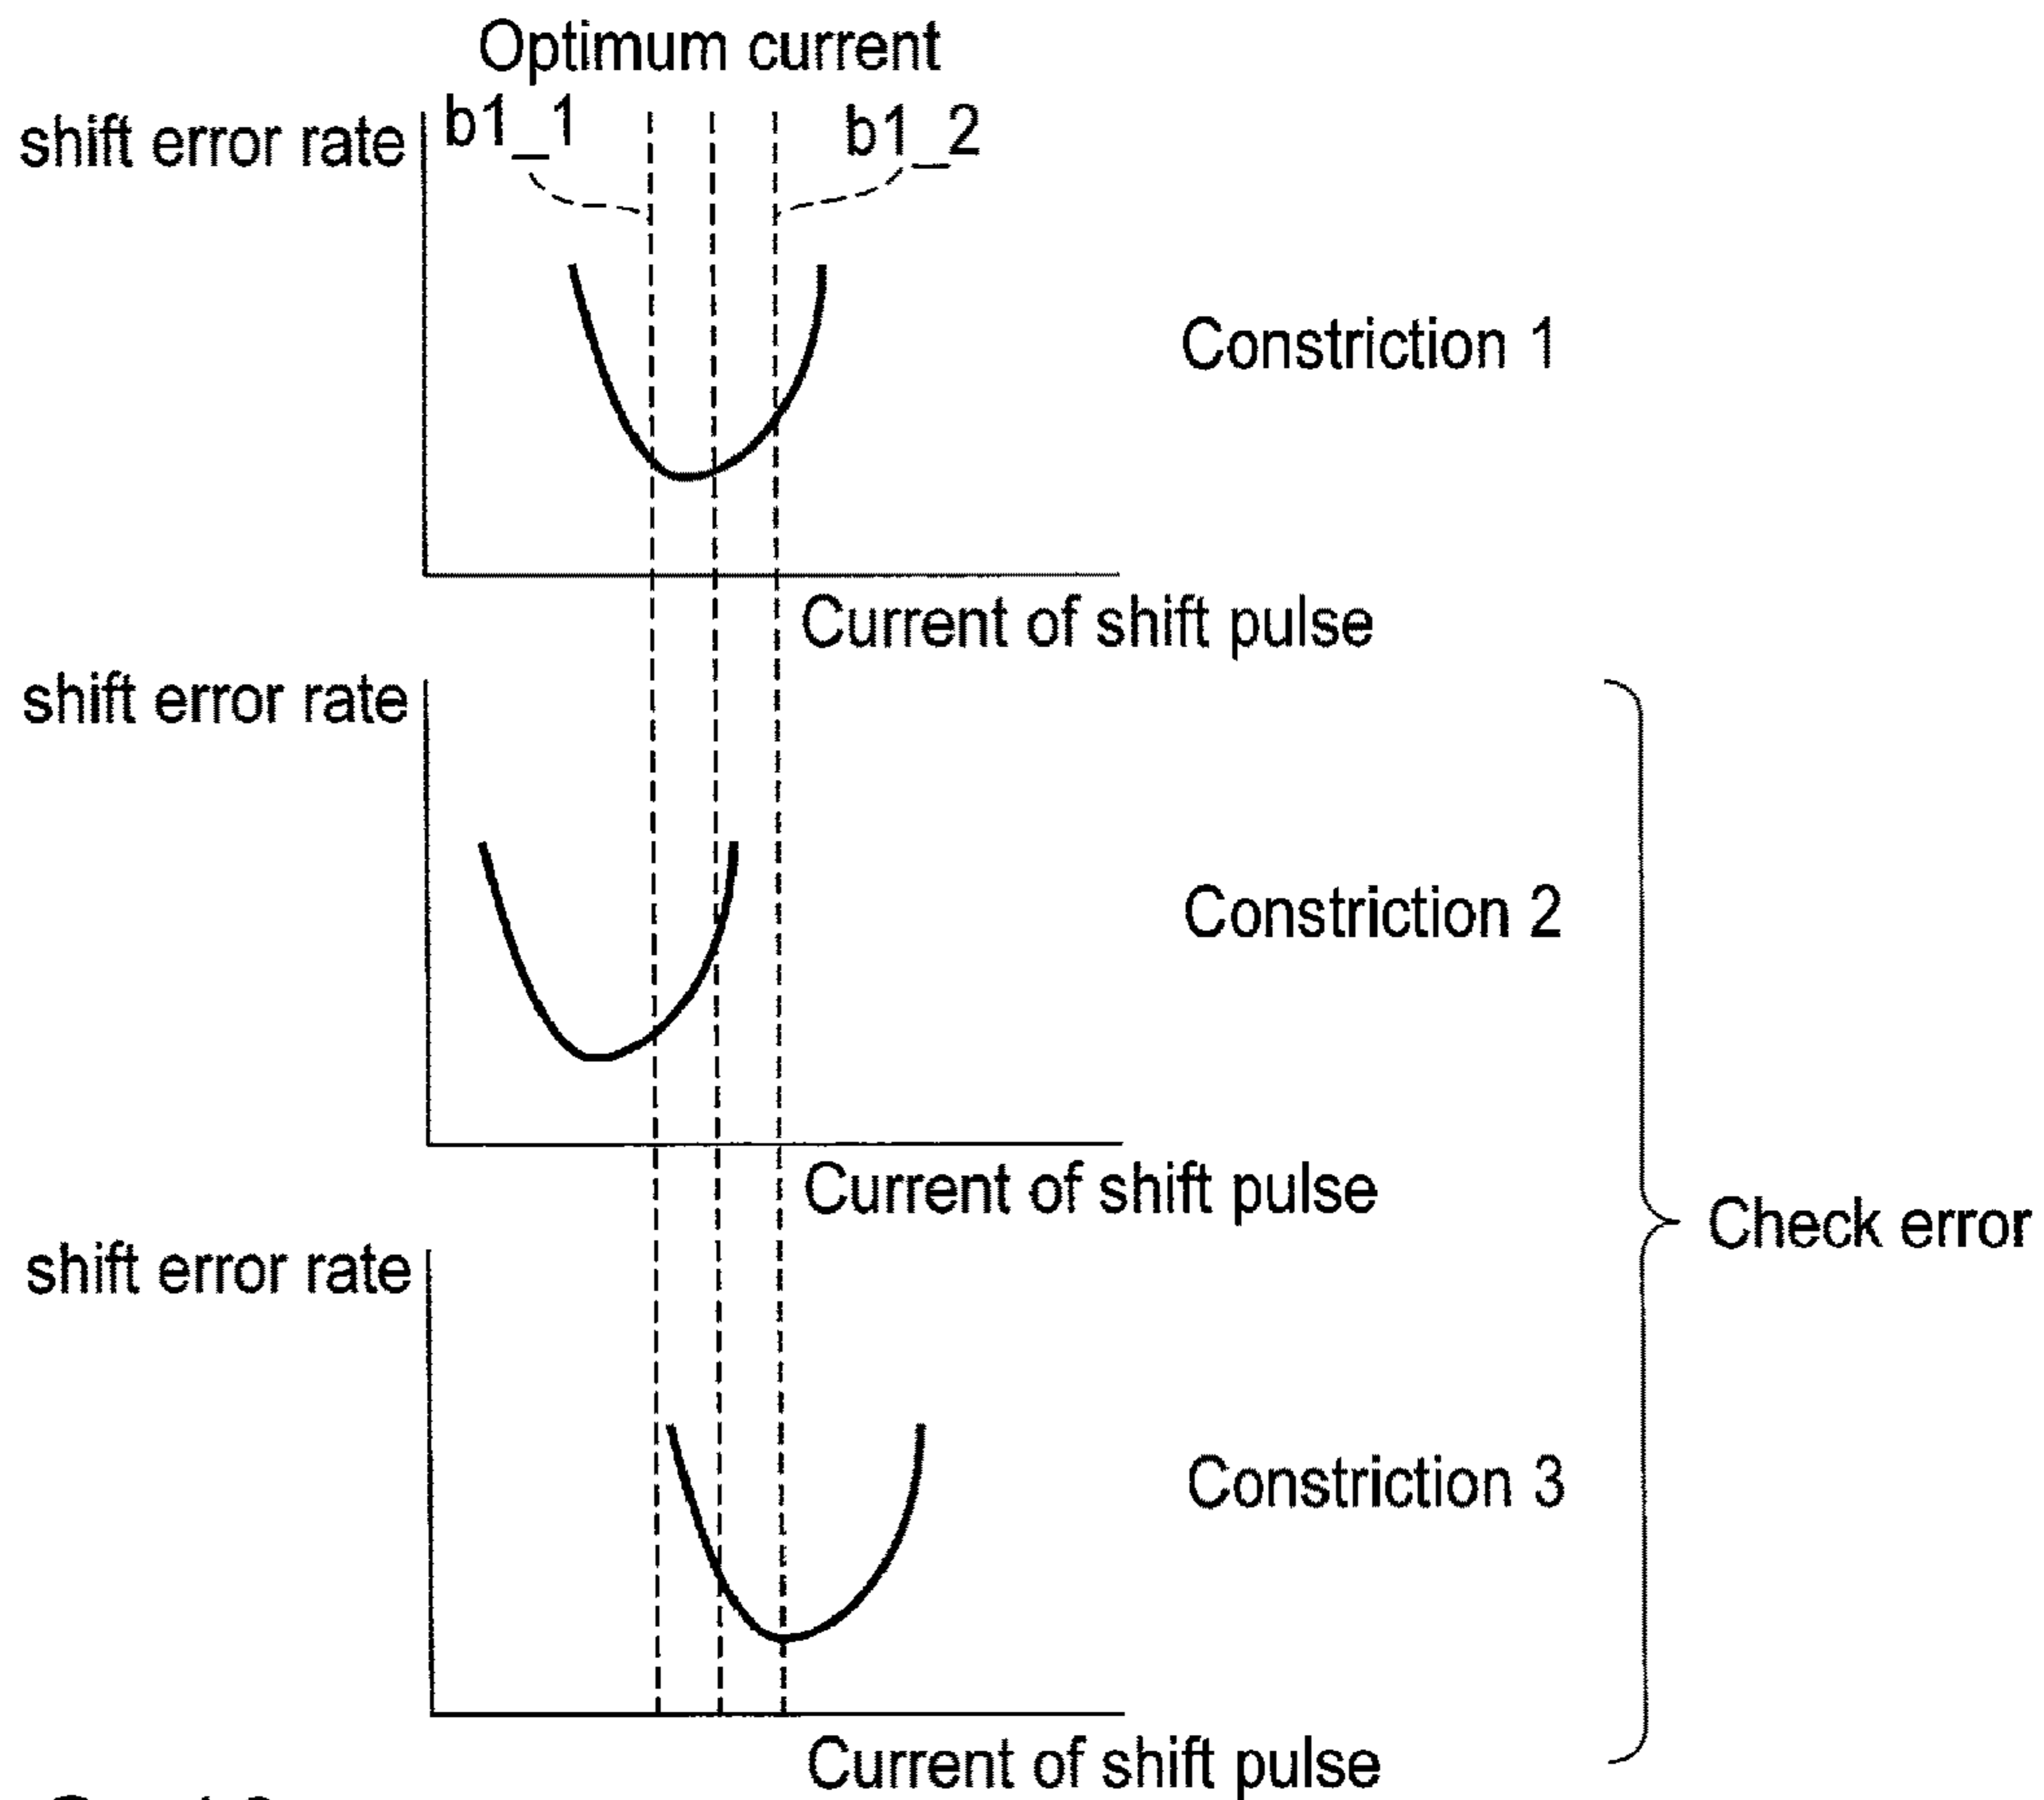 Optimum current
b1_1
b1_2
shift error rate
Constriction 1
Current of shift pulse
shift error rate
Constriction 2
Current of shift pulse
Check error
shift error rate
Constriction 3
Current of shift pulse